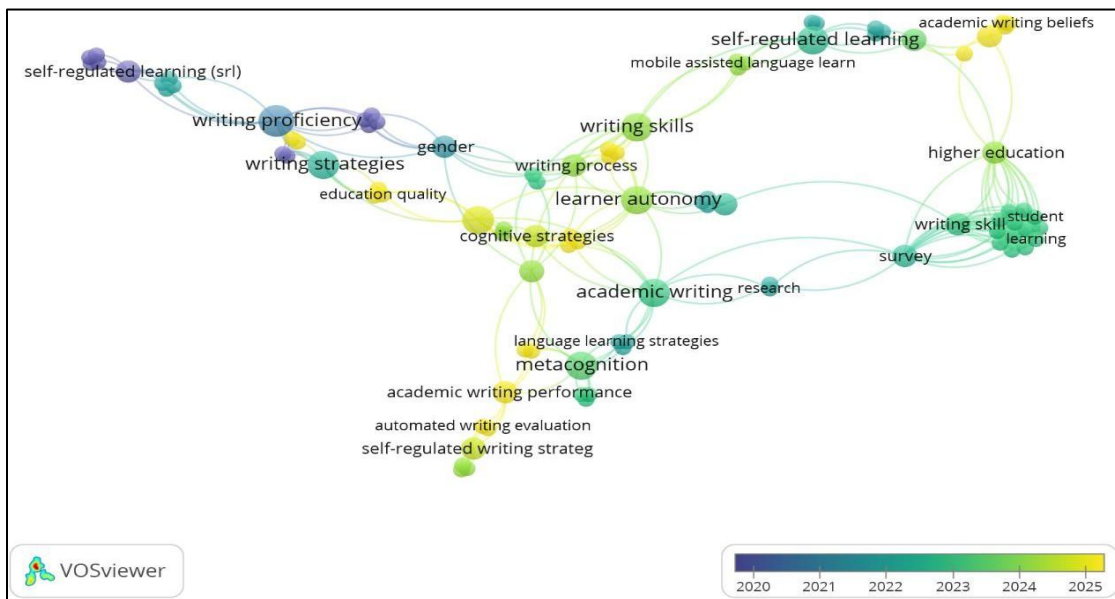 academic writing beliefs
self-regulated learning
mobile assisted language learn
self-regulated learning (srl)
writing proficiency
writing skills
gender
higher education
writing strategies
writing process
education quality
learner autonomy
student
writing skill
cognitive strategies
learning
survey
academic writing
research
language learning strategies
metacognition
academic writing performance
automated writing evaluation
self-regulated writing strateg
VOSviewer
2020 2021 2022 2023 2024 2025